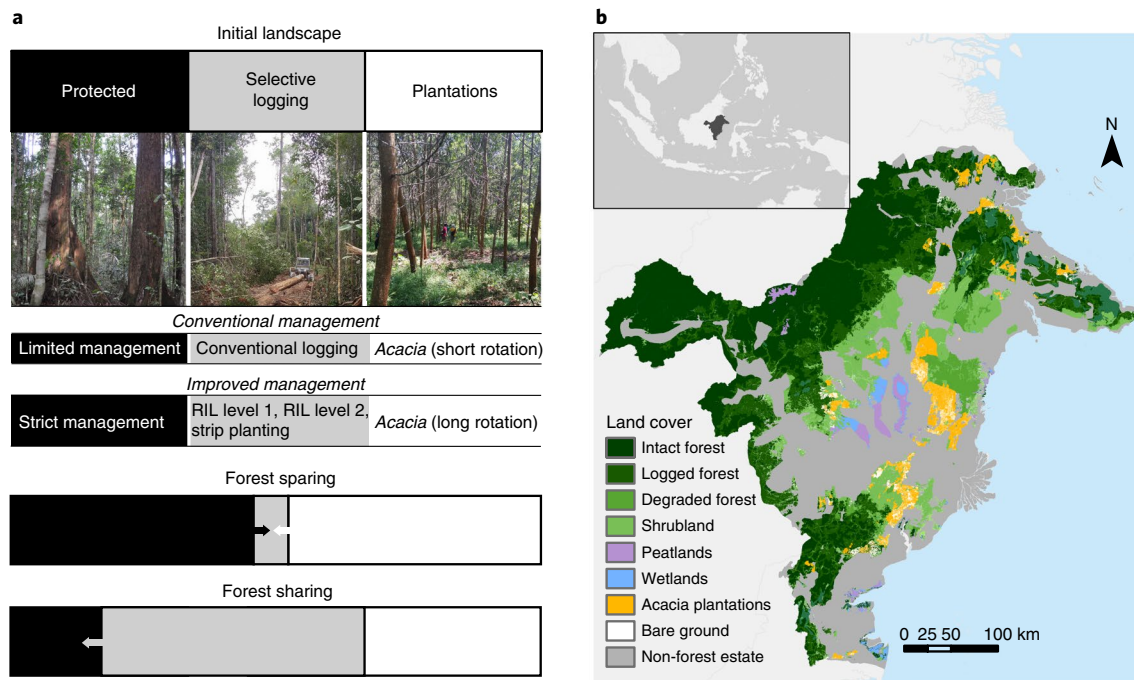 a
Initial landscape
Protected
Selective
logging
Plantations
Conventional management
Limited management
Conventional logging
Acacia (short rotation)
Improved management
Strict management
RIL level 1, RIL level 2,
strip planting
Acacia (long rotation)
Forest sparing
Forest sharing
b
N
Land cover
Intact forest
Logged forest
Degraded forest
Shrubland
Peatlands
Wetlands
Acacia plantations
Bare ground
Non-forest estate
0 25 50 100 km